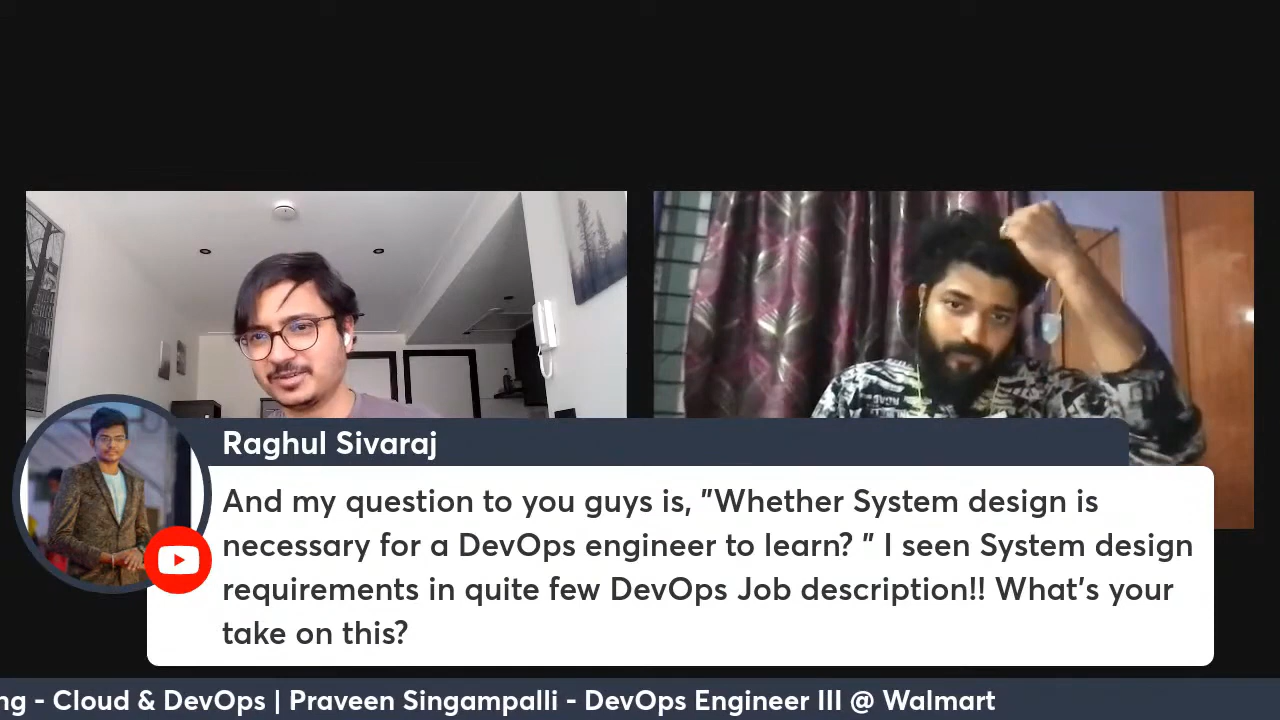 Raghul Sivaraj
And my question to you guys is, "Whether System design is
necessary for a DevOps engineer to learn? " I seen System design
requirements in quite few DevOps Job description!! What's your
take on this?
ng - Cloud & DevOps | Praveen Singampalli - DevOps Engineer III @ Walmart